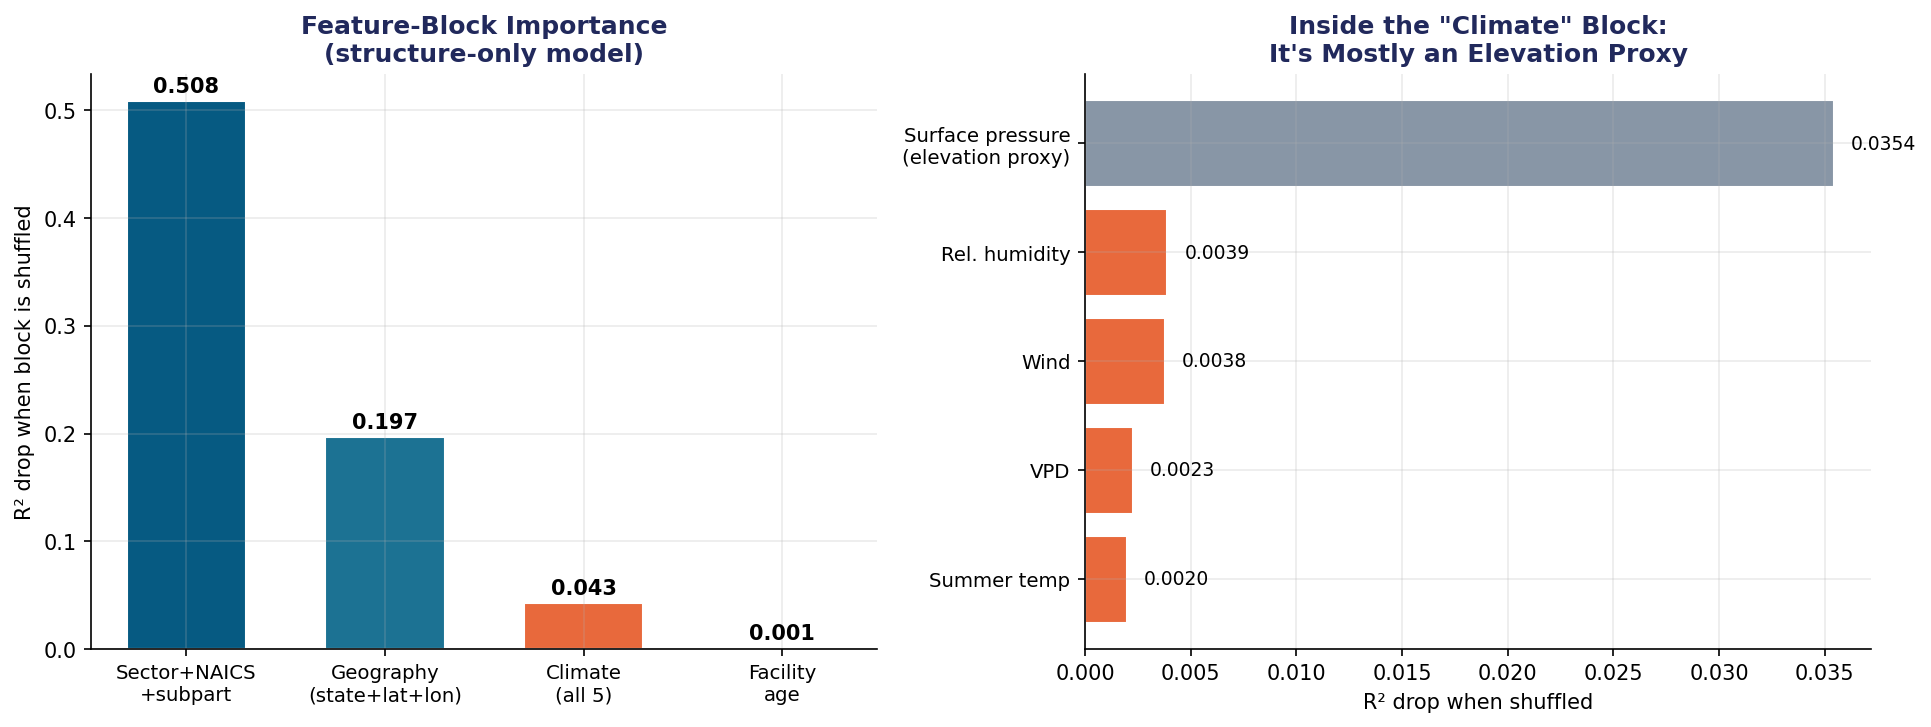 Feature-Block Importance
(structure-only model)
R² drop when block is shuffled
0.5
0.4
0.3
0.2
0.1
0.0
0.508
0.197
0.043
0.001
Sector+NAICS
+subpart
Geography
(state+lat+lon)
Climate
(all 5)
Facility
age
Inside the "Climate" Block:
It's Mostly an Elevation Proxy
Surface pressure
(elevation proxy)
0.0354
Rel. humidity
0.0039
Wind
0.0038
VPD
0.0023
Summer temp
0.0020
0.000 0.005 0.010 0.015 0.020 0.025 0.030 0.035
R² drop when shuffled